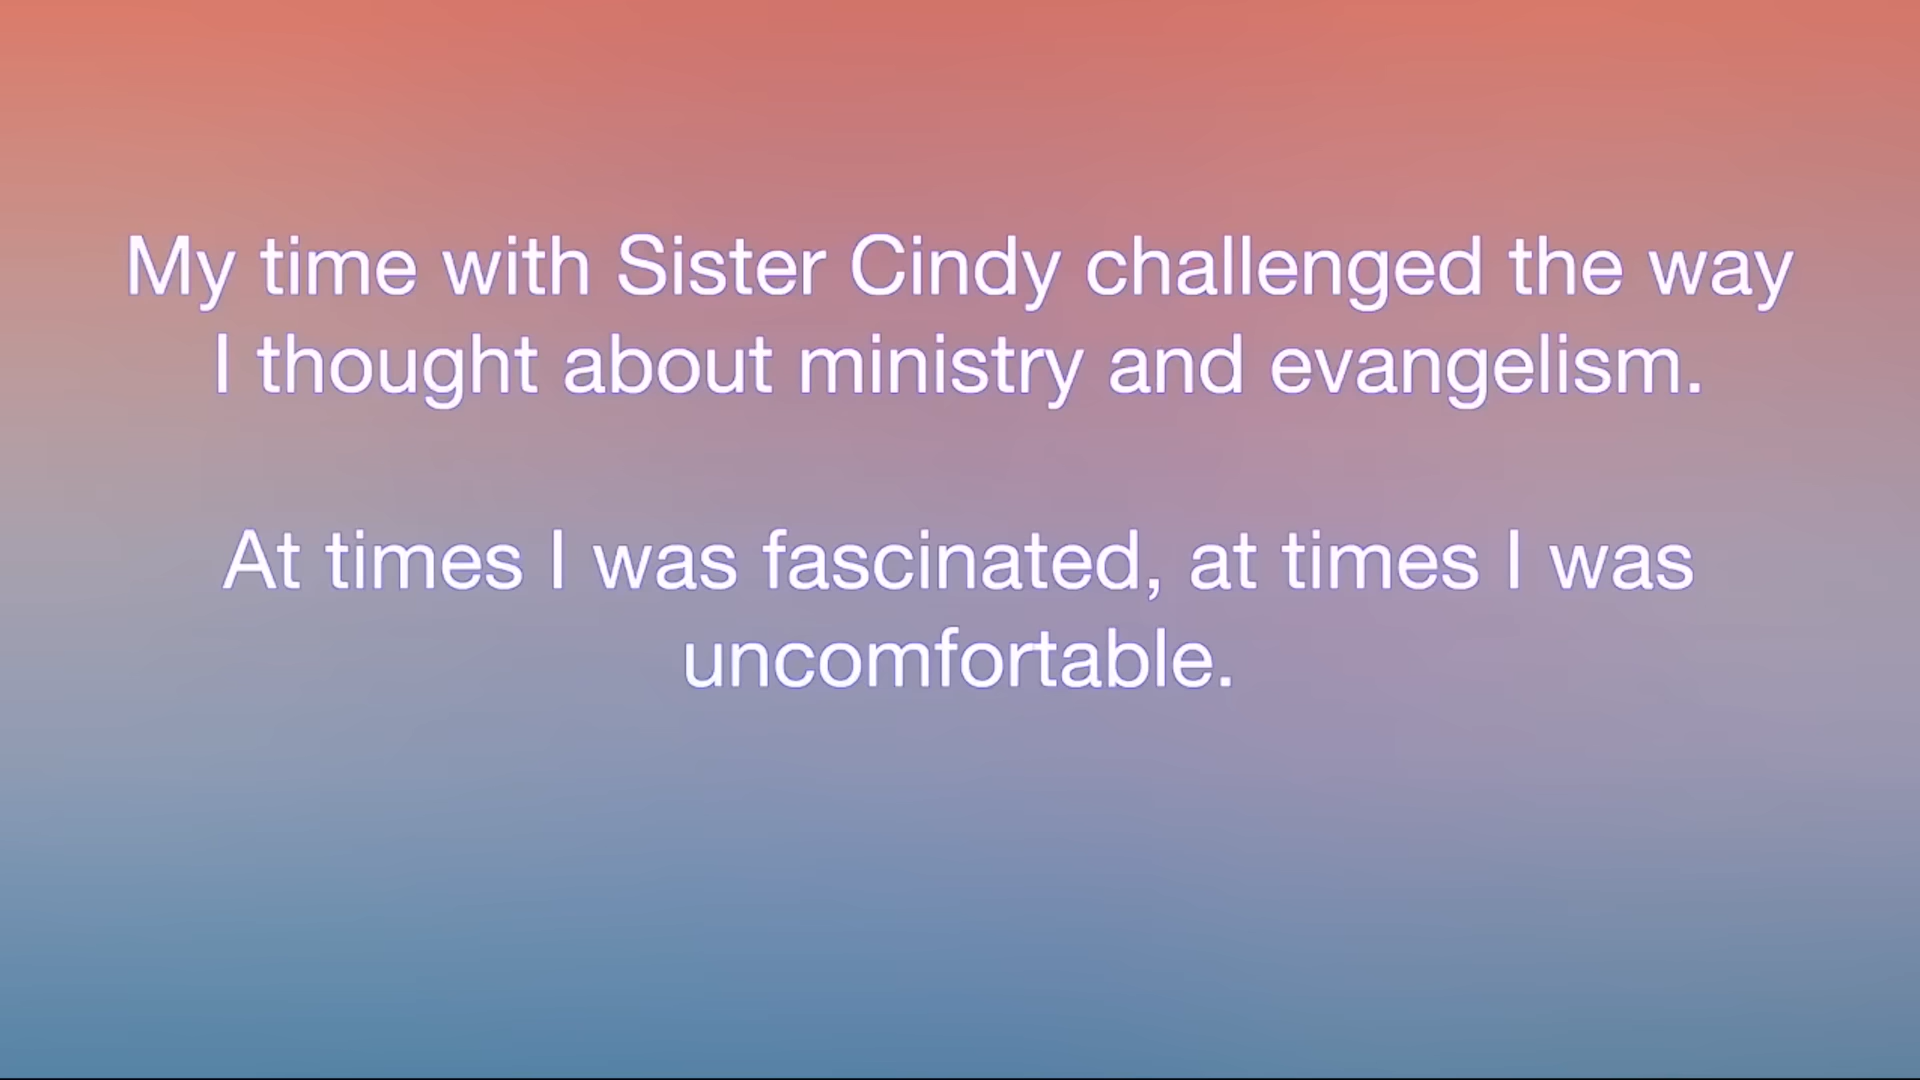 My time with Sister Cindy challenged the way
I thought about ministry and evangelism.
At times I was fascinated, at times I was
uncomfortable.